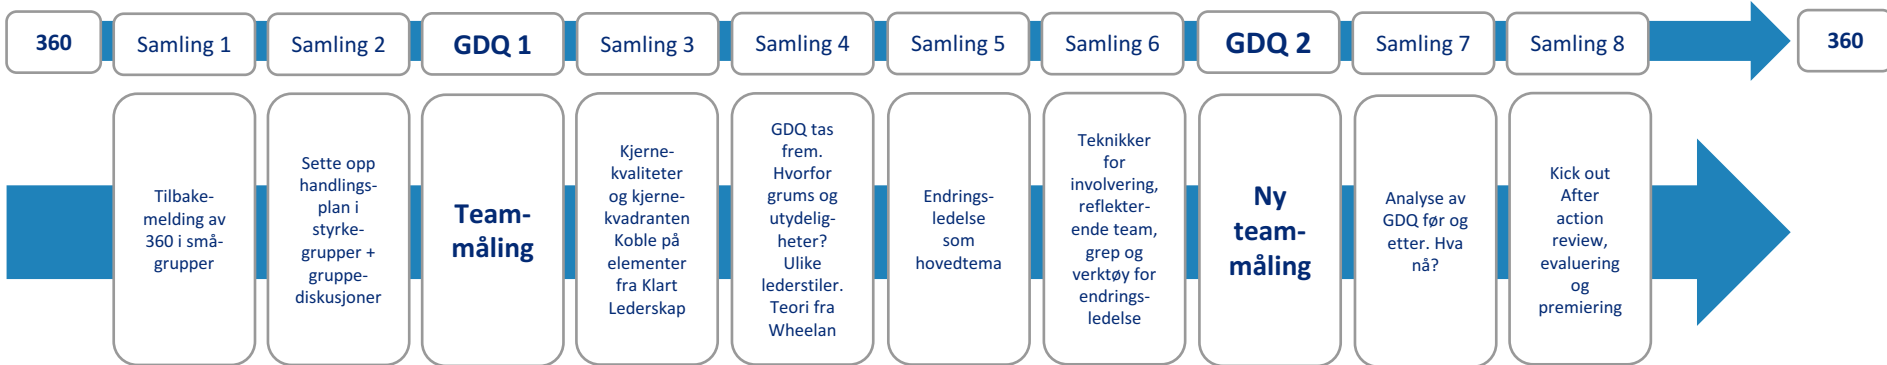 360
Samling 1
Samling 2
GDQ 1
Samling 3
Samling 4
Samling 5
Samling 6
GDQ 2
Samling 7
Samling 8
360
Tilbake-
melding av
360 i små-
grupper
Sette opp
handlings-
plan i
styrke-
grupper +
gruppe-
diskusjoner
Team-
måling
Kjerne-
kvaliteter
og kjerne-
kvadranten
Koble på
elementer
fra Klart
Lederskap
GDQ tas
frem.
Hvorfor
grums og
utydelig-
heter?
Ulike
lederstiler.
Teori fra
Wheelan
Endrings-
ledelse
som
hovedtema
Teknikker
for
involvering,
reflekter-
ende team,
grep og
verktøy for
endrings-
ledelse
Ny
team-
måling
Analyse av
GDQ før og
etter. Hva
nå?
Kick out
After
action
review,
evaluering
og
premiering